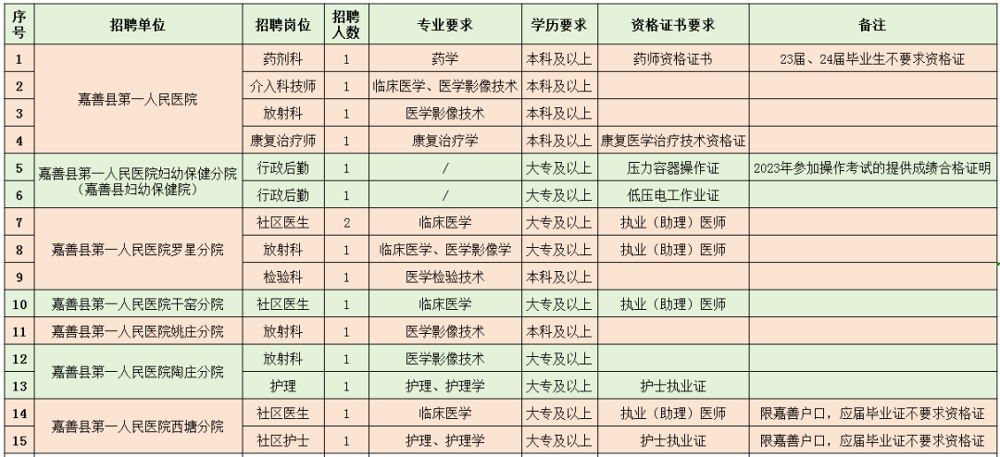 序号 招聘单位 招聘岗位 招聘人数 专业要求 学历要求 资格证书要求 备注
1 嘉善县第一人民医院 药剂科 1 药学 本科及以上 药师资格证书 23届、24届毕业生不要求资格证
2 介入科技师 1 临床医学、医学影像技术 本科及以上
3 放射科 1 医学影像技术 本科及以上
4 康复治疗师 1 康复治疗学 本科及以上 康复医学治疗技术资格证
5 嘉善县第一人民医院妇幼保健分院（嘉善县妇幼保健院） 行政后勤 1 / 大专及以上 压力容器操作证 2023年参加操作考试的提供成绩合格证明
6 行政后勤 1 / 大专及以上 低压电工作业证
7 嘉善县第一人民医院罗星分院 社区医生 2 临床医学 大专及以上 执业（助理）医师
8 放射科 1 临床医学、医学影像学 大专及以上 执业（助理）医师
9 检验科 1 医学检验技术 本科及以上
10 嘉善县第一人民医院干窑分院 社区医生 1 临床医学 大专及以上 执业（助理）医师
11 嘉善县第一人民医院姚庄分院 放射科 1 医学影像技术 本科及以上
12 嘉善县第一人民医院陶庄分院 放射科 1 医学影像技术 大专及以上
13 护理 1 护理、护理学 大专及以上 护士执业证
14 嘉善县第一人民医院西塘分院 社区医生 1 临床医学 大专及以上 执业（助理）医师 限嘉善户口，应届毕业证不要求资格证
15 社区护士 1 护理、护理学 大专及以上 护士执业证 限嘉善户口，应届毕业证不要求资格证